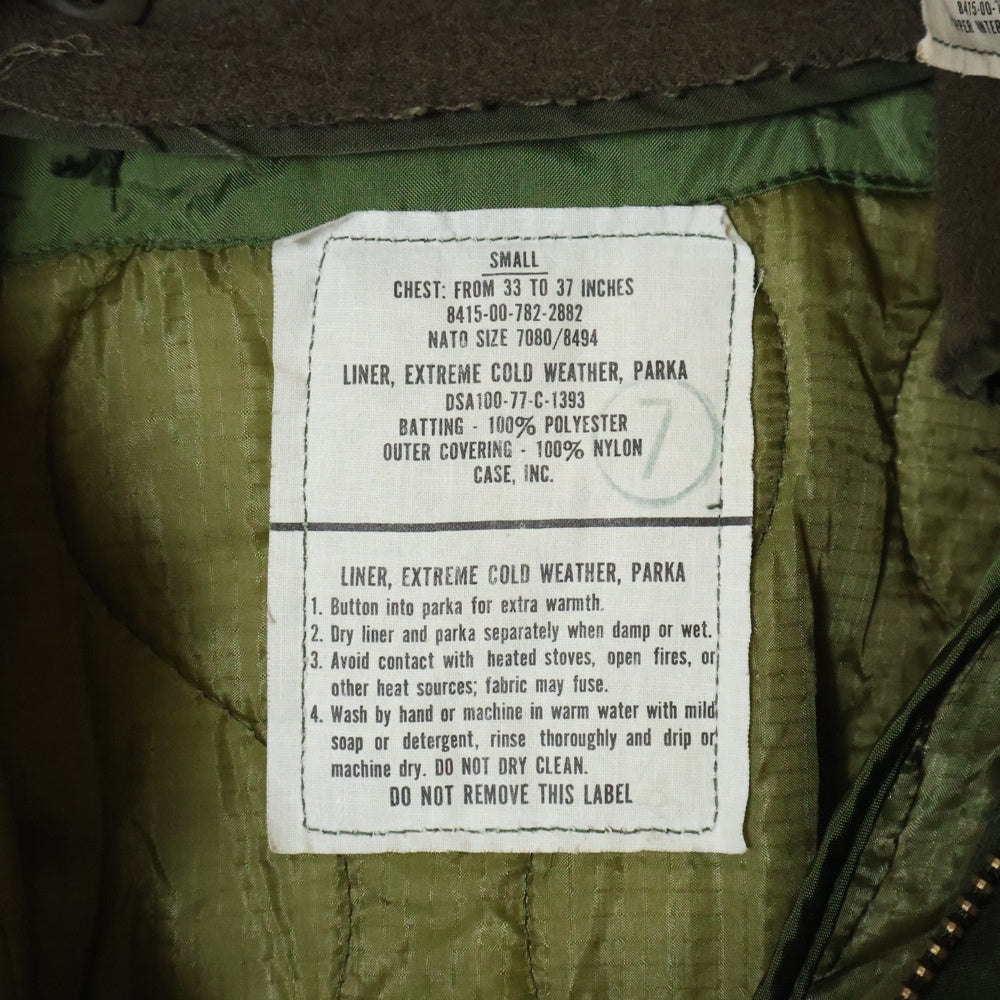 8415-00-7
SMALL
CHEST: FROM 33 TO 37 INCHES
8415-00-782-2882
NATO SIZE 7080/8494
LINER, EXTREME COLD WEATHER, PARKA
DSA100-77-C-1393
BATTING - 100% POLYESTER
OUTER COVERING - 100% NYLON
CASE, INC.
7
LINER, EXTREME COLD WEATHER, PARKA
1. Button into parka for extra warmth.
2. Dry liner and parka separately when damp or wet.
3. Avoid contact with heated stoves, open fires, or
other heat sources; fabric may fuse.
4. Wash by hand or machine in warm water with mild
soap or detergent, rinse thoroughly and drip or
machine dry. DO NOT DRY CLEAN.
DO NOT REMOVE THIS LABEL